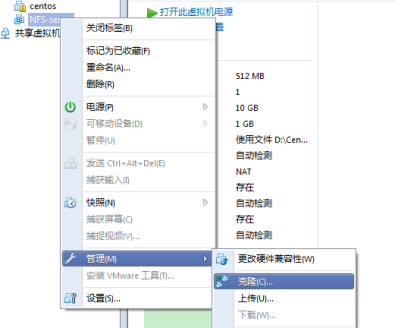 centos
NFS-se
共享虚拟机
打开此虚拟机电源
置
关闭标签(B)
标记为已收藏(F)
重命名(A)...
删除(R)
电源(P)
可移动设备(D)
暂停(U)
发送 Ctrl+Alt+Del(E)
捕获输入(I)
快照(N)
捕获屏幕(C)
捕捉视频(V)...
管理(M)
安装 VMware 工具(T)...
设置(S)...
512 MB
1
10 GB
1 GB
使用文件 D:\Cen...
自动检测
NAT
存在
自动检测
存在
自动检测
更改硬件兼容性(W)
克隆(C)...
上传(U)...
下载(W)...